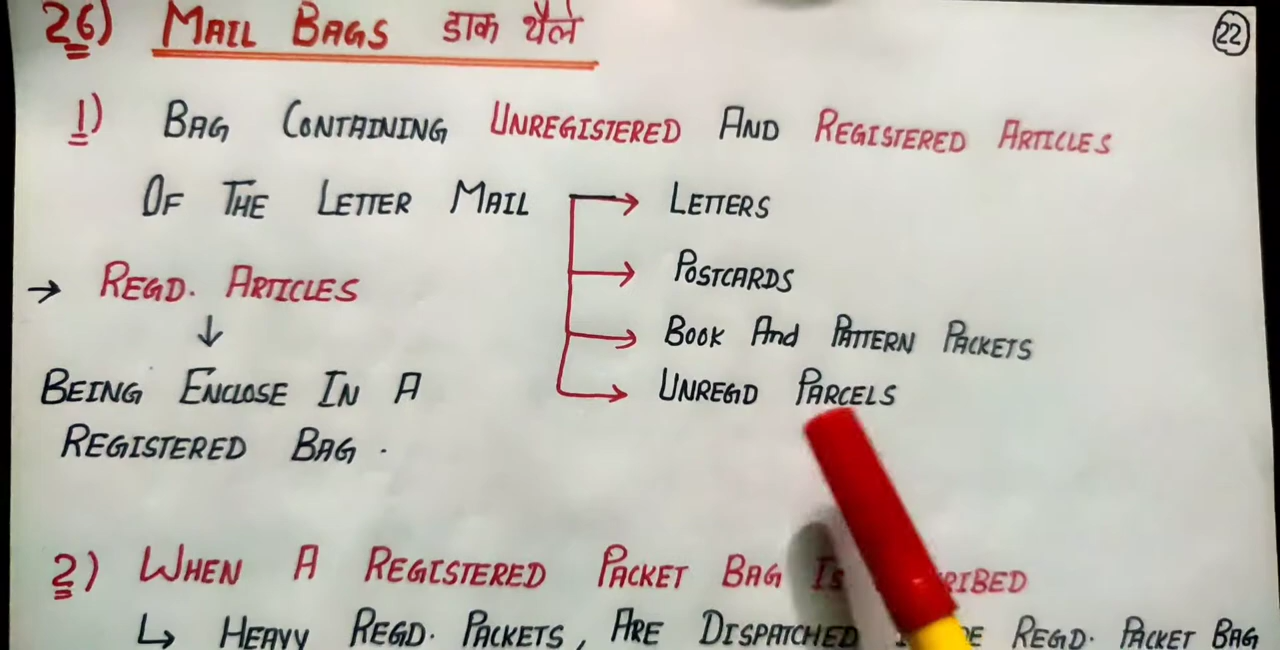 26) MAIL BAGS डाक थैले
22
1) BAG CONTAINING UNREGISTERED AND REGISTERED ARTICLES
OF THE LETTER MAIL → LETTERS
→ POSTCARDS
→ BOOK And PATTERN PACKETS
→ UNREGD PARCELS
→ REGD. ARTICLES
↓
BEING ENCLOSE IN A
REGISTERED BAG .
2) WHEN A REGISTERED PACKET BAG IS
↳ HEAVY REGD. PACKETS, ARE DISPATCHED REGD. PACKET BAG